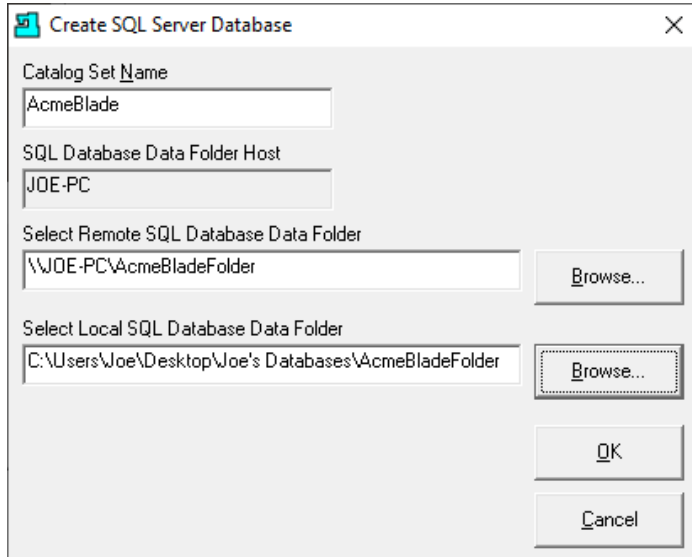 Create SQL Server Database
Catalog Set Name
AcmeBlade
SQL Database Data Folder Host
JOE-PC
Select Remote SQL Database Data Folder
\\JOE-PC\AcmeBladeFolder
Browse...
Select Local SQL Database Data Folder
C:\Users\Joe\Desktop\Joe's Databases\AcmeBladeFolder
Browse...
OK
Cancel